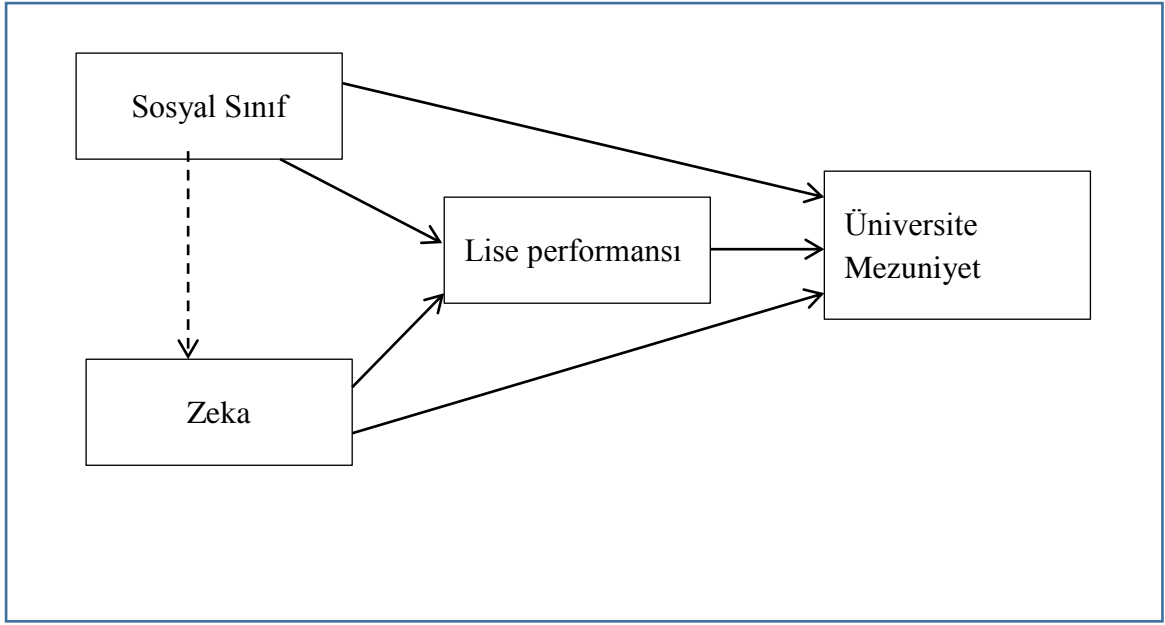 Sosyal Sınıf
Lise performansı
Üniversite
Mezuniyet
Zeka